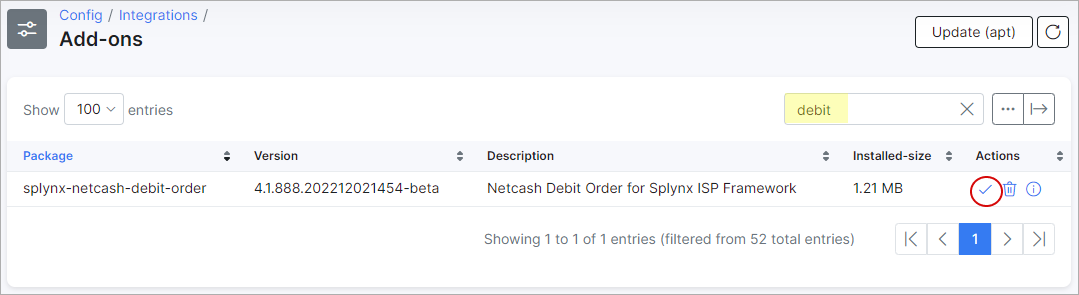 Config / Integrations /
Add-ons
Update (apt)
Show 100 entries
debit
Package Version Description Installed-size Actions
splynx-netcash-debit-order 4.1.888.202212021454-beta Netcash Debit Order for Splynx ISP Framework 1.21 MB
Showing 1 to 1 of 1 entries (filtered from 52 total entries)
1